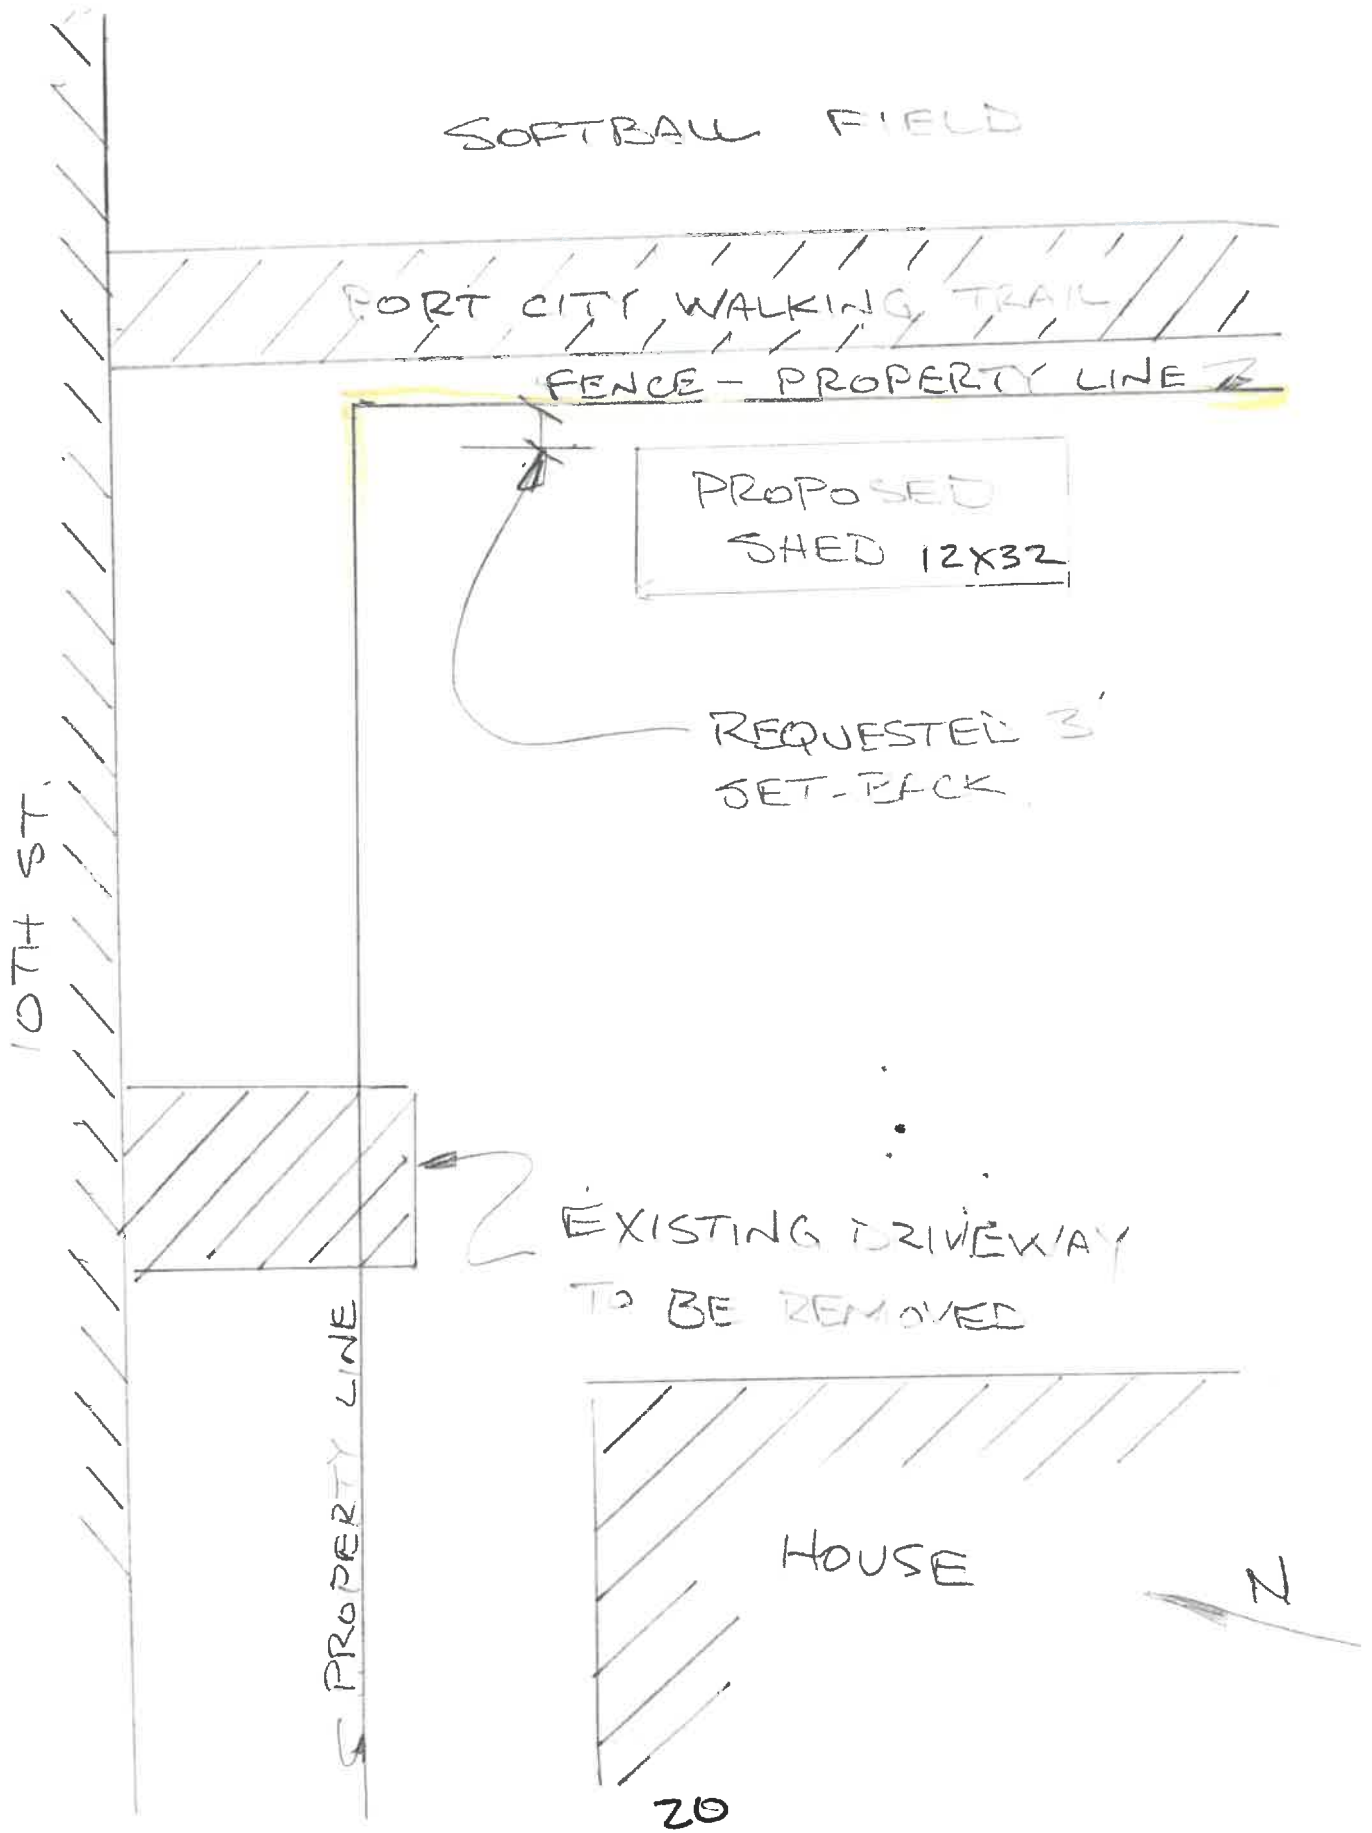 SOFTBALL FIELD
PORT CITY WALKING TRAIL
FENCE - PROPERTY LINE
PROPOSED
SHED 12X32
REQUESTED 3'
SET-BACK
10TH ST.
EXISTING DRIVEWAY
TO BE REMOVED
PROPERTY LINE
HOUSE
N
20